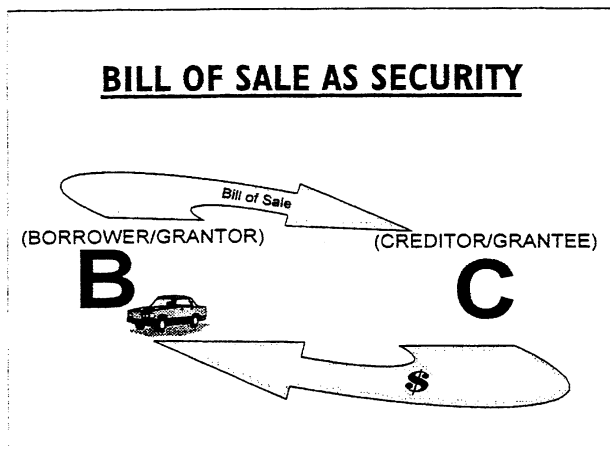 BILL OF SALE AS SECURITY
Bill of Sale
(BORROWER/GRANTOR) (CREDITOR/GRANTEE)
B C
$